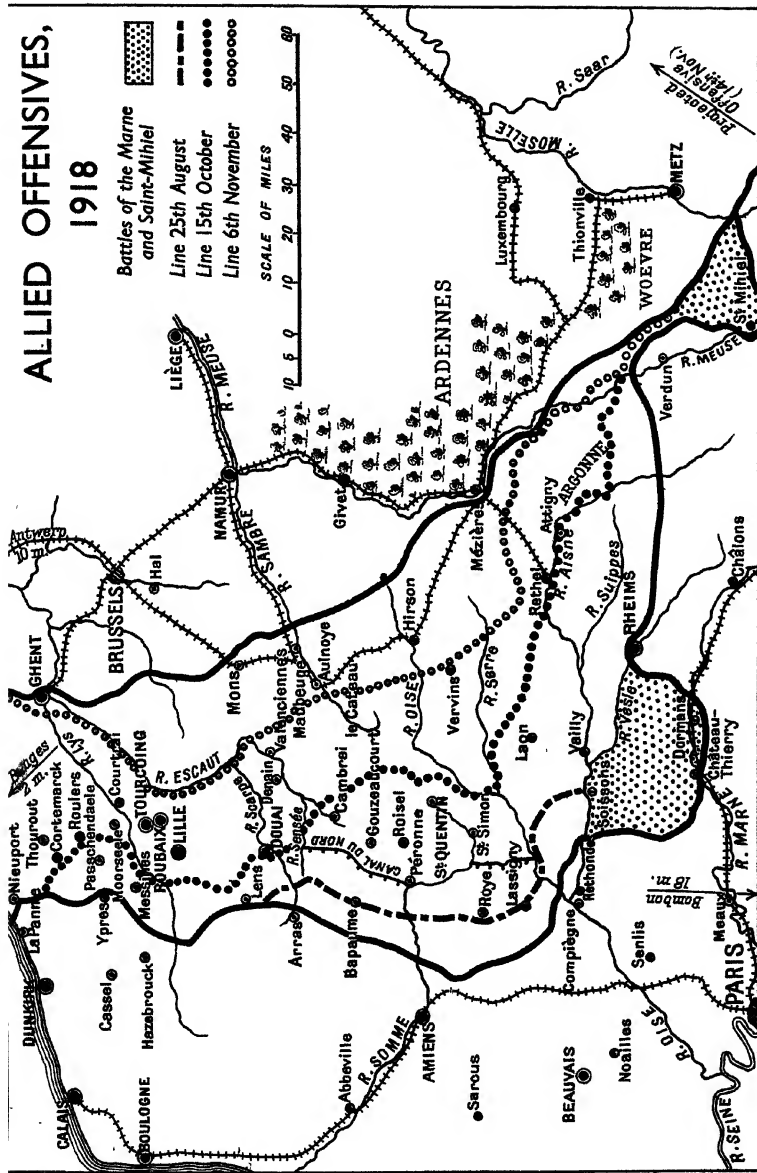 ALLIED OFFENSIVES,
1918
Battles of the Marne
and Saint-Mihiel
Line 25th August
Line 15th October
Line 6th November
SCALE OF MILES
10 5 0 10 20 30 40 50 60
CALAIS
BOULOGNE
DUNKERK
Cassel
Hazebrouck
LaPanne
Nieuport
Thourout
Cortemarck
Roulers
Passchendaele
Ypres
Moorseele
Messines
Courtrai
TOURCOING
ROUBAIX
LILLE
R. Lys
2 m.
GHENT
Antwerp
10 m.
BRUSSELS
Hal
LIÈGE
R. MEUSE
NAMUR
R. SAMBRE
R. ESCAUT
Mons
Valenciennes
Maubeuge
Aulnoye
le Cateau
R. Scarpe
Denain
DOUAI
R. Sensée
Lens
Arras
Cambrai
Gouzeaucourt
Roisel
Bapaume
CANAL DU NORD
Péronne
St QUENTIN
St. Simon
Roye
Lassigny
Abbeville
R. SOMME
AMIENS
Sarous
BEAUVAIS
Noailles
Givet
ARDENNES
Hirson
R. OISE
Vervins
R. Serre
Laon
Mézières
Rethel
Attigny
R. Aisne
ARGONNE
R. Suippes
Vailly
Soissons
R. Vesle
RHEIMS
Rethondes
Compiègne
Senlis
R. OISE
Dormans
Château-
Thierry
R. MARNE
Meaux
Bombon
18 m.
PARIS
R. SEINE
Châlons
Verdun
R. MEUSE
St Mihiel
WOEVRE
Luxembourg
Thionville
METZ
R. MOSELLE
R. Saar
Projected
Offensive
(14th Nov.)